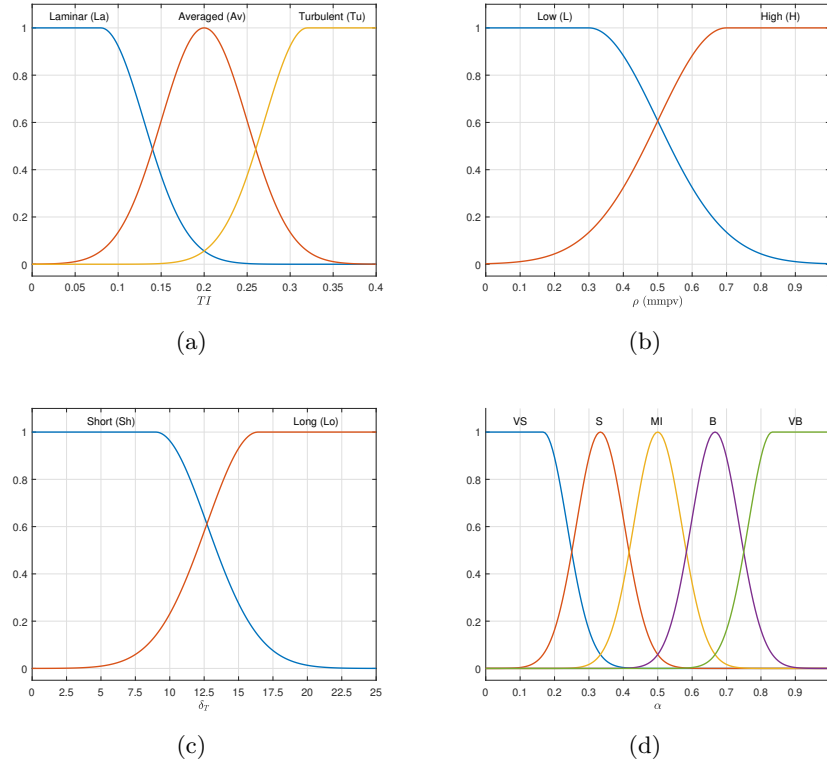 Laminar (La) Averaged (Av) Turbulent (Tu)
1
0.8
0.6
0.4
0.2
0
0 0.05 0.1 0.15 0.2 0.25 0.3 0.35 0.4
TI
(a)
Low (L) High (H)
1
0.8
0.6
0.4
0.2
0
0 0.1 0.2 0.3 0.4 0.5 0.6 0.7 0.8 0.9
ρ (mmpv)
(b)
Short (Sh) Long (Lo)
1
0.8
0.6
0.4
0.2
0
0 2.5 5 7.5 10 12.5 15 17.5 20 22.5 25
δT
(c)
VS S MI B VB
1
0.8
0.6
0.4
0.2
0
0 0.1 0.2 0.3 0.4 0.5 0.6 0.7 0.8 0.9
α
(d)